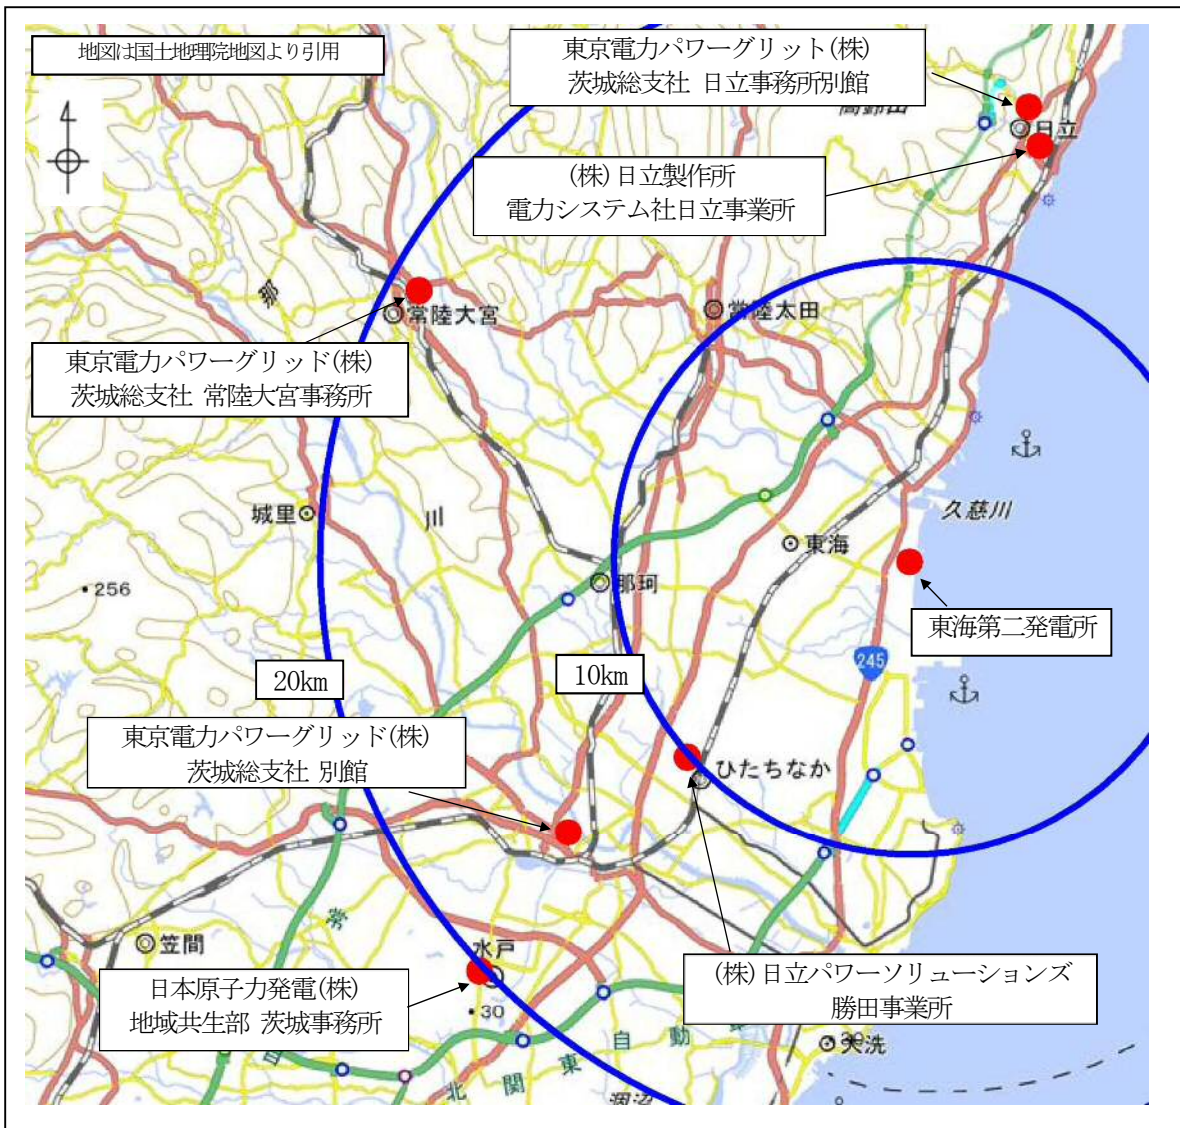 地図は国土地理院地図より引用
東京電力パワーグリット(株)
茨城総支社 日立事務所別館
日立
(株)日立製作所
電力システム社日立事業所
那
常陸大宮
常陸太田
東京電力パワーグリッド(株)
茨城総支社 常陸大宮事務所
城里
川
久慈川
東海
256
那珂
東海第二発電所
245
20km
10km
東京電力パワーグリッド(株)
茨城総支社 別館
ひたちなか
常
笠間
水戸
(株)日立パワーソリューションズ
勝田事業所
日本原子力発電(株)
地域共生部 茨城事務所
30
大洗
北関東自動
涸沼